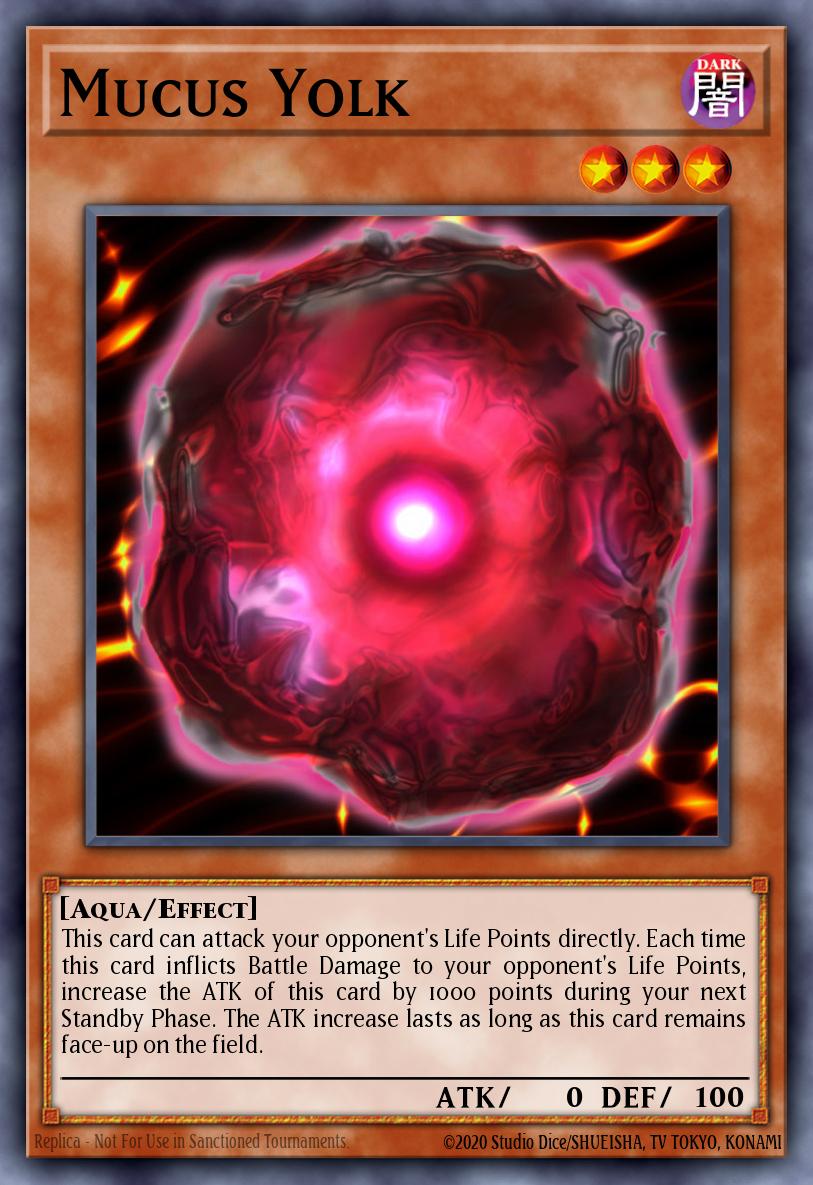 Mucus Yolk
DARK
闇
[Aqua/Effect]
This card can attack your opponent's Life Points directly. Each time
this card inflicts Battle Damage to your opponent's Life Points,
increase the ATK of this card by 1000 points during your next
Standby Phase. The ATK increase lasts as long as this card remains
face-up on the field.
ATK/ 0 DEF/ 100
Replica - Not For Use in Sanctioned Tournaments.
©2020 Studio Dice/SHUEISHA, TV TOKYO, KONAMI